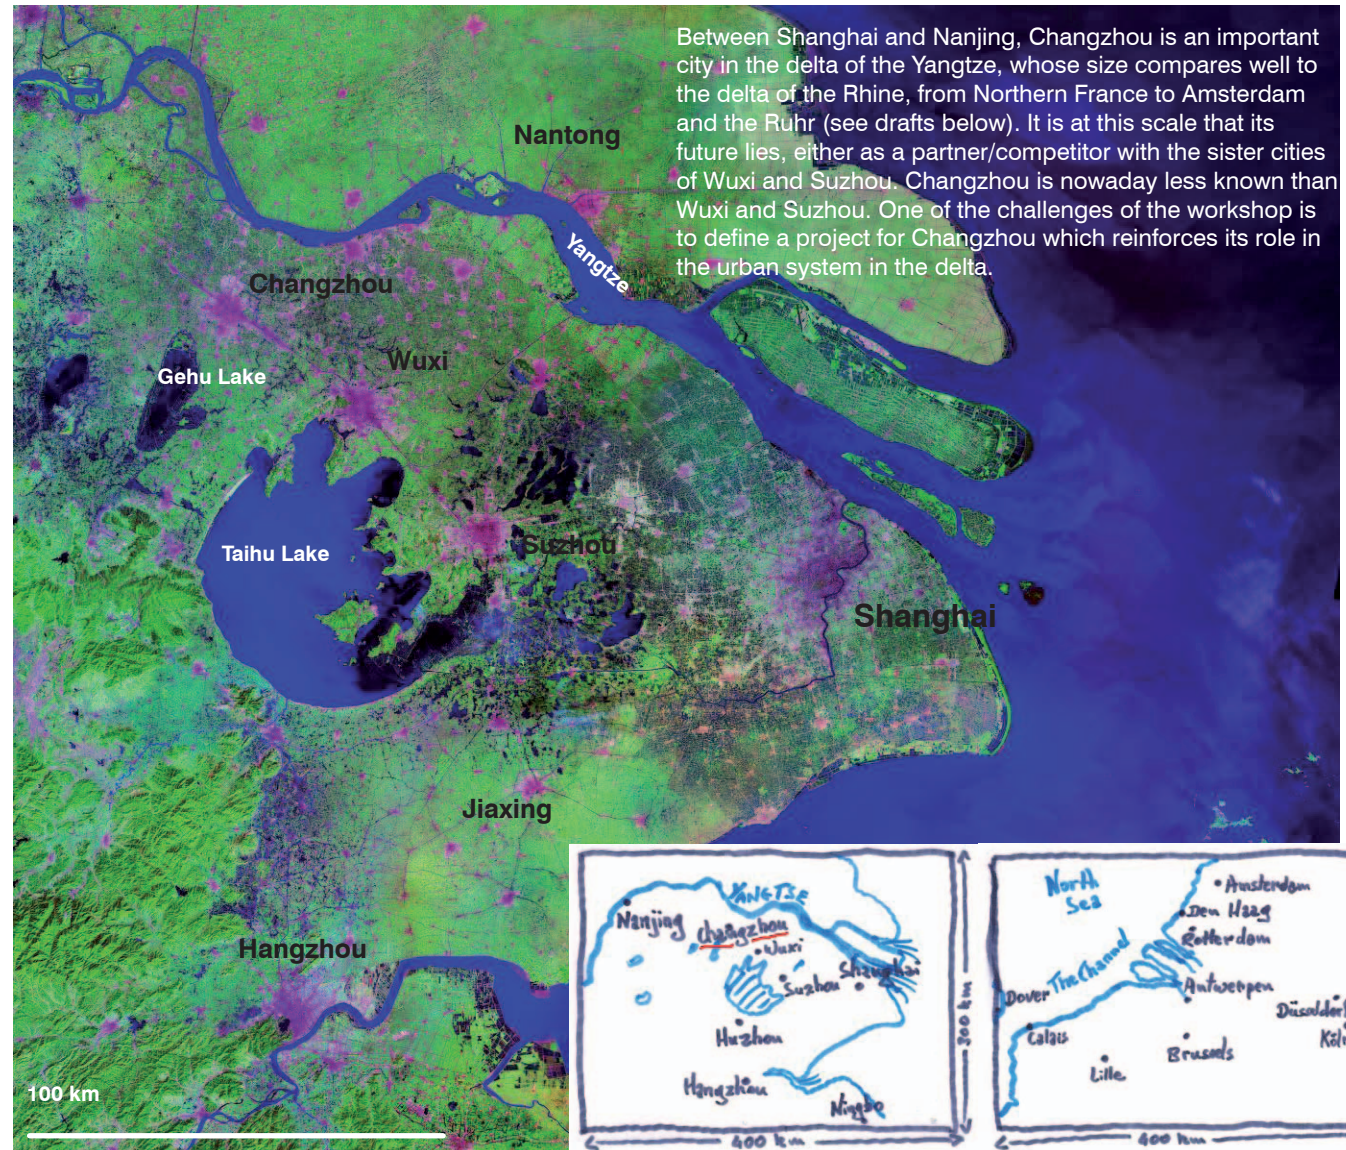 Between Shanghai and Nanjing, Changzhou is an important
city in the delta of the Yangtze, whose size compares well to
the delta of the Rhine, from Northern France to Amsterdam
and the Ruhr (see drafts below). It is at this scale that its
future lies, either as a partner/competitor with the sister cities
of Wuxi and Suzhou. Changzhou is nowaday less known than
Wuxi and Suzhou. One of the challenges of the workshop is
to define a project for Changzhou which reinforces its role in
the urban system in the delta.
Nantong
Yangtze
Changzhou
Wuxi
Gehu Lake
Taihu Lake
Suzhou
Shanghai
Jiaxing
Hangzhou
100 km
YANGTSE
Nanjing
Changzhou
Wuxi
Shanghai
Suzhou
Huzhou
Hangzhou
Ningbo
400 km
300 km
North
Sea
Amsterdam
Den Haag
Rotterdam
The Channel
Antwerpen
Dover
Calais
Düsseldorf
Brussels
Lille
400 km